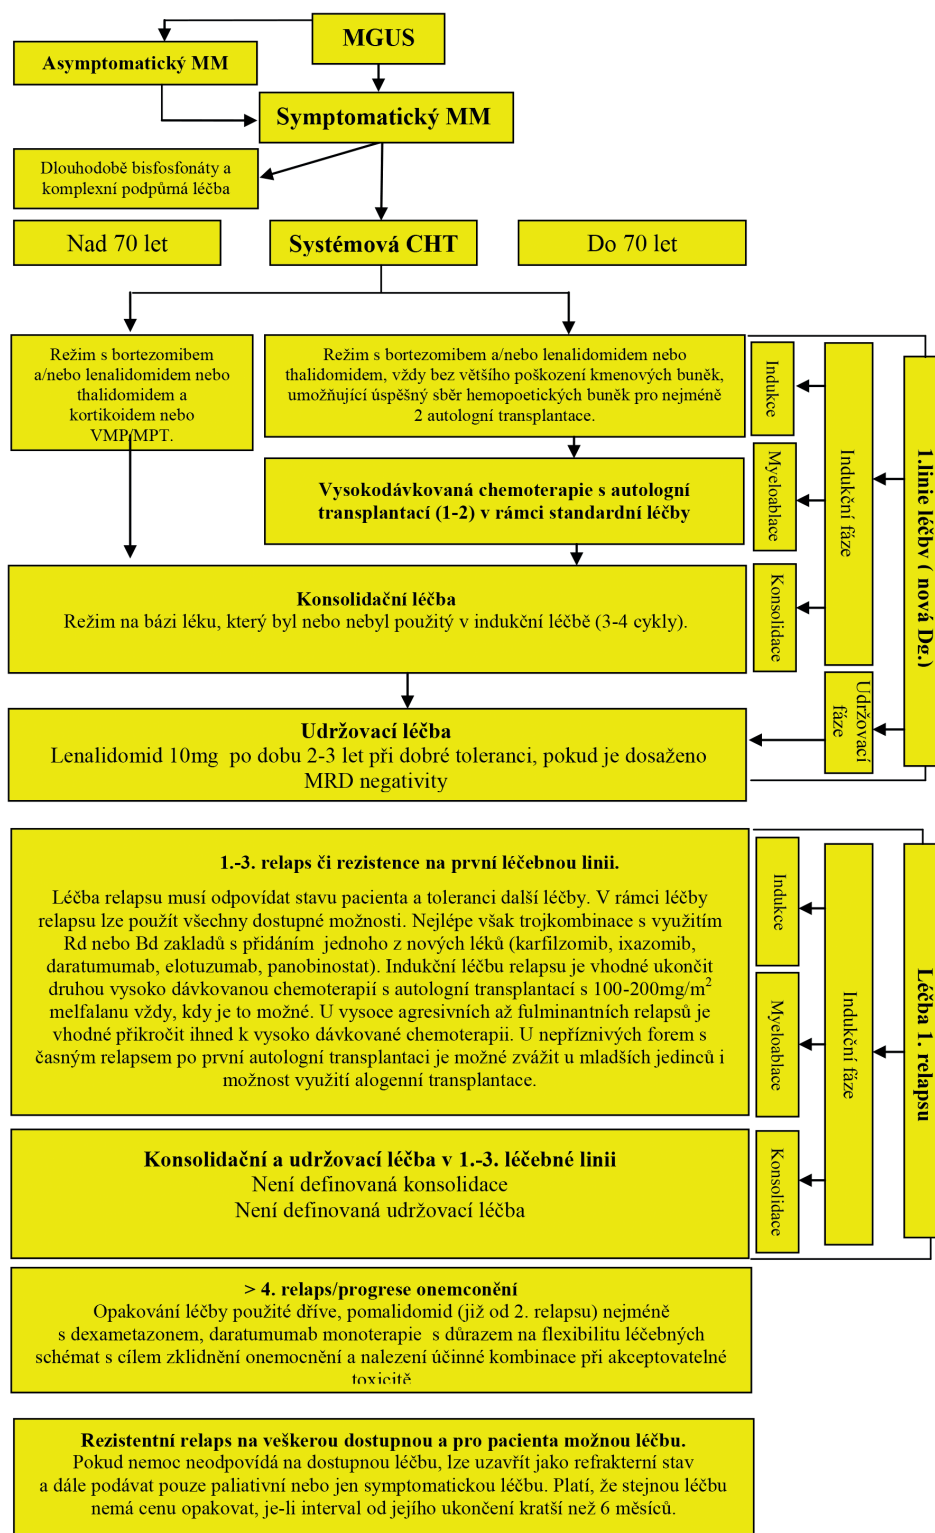 MGUS
Asymptomatický MM
Symptomatický MM
Dlouhodobě bisfosfonáty a
komplexní podpůrná léčba
Nad 70 let
Systémová CHT
Do 70 let
Režim s bortezomibem
a/nebo lenalidomidem nebo
thalidomidem a
kortikoidem nebo
VMP/MPT.
Režim s bortezomibem a/nebo lenalidomidem nebo
thalidomidem, vždy bez většího poškození kmenových buněk,
umožňující úspěšný sběr hemopoetických buněk pro nejméně
2 autologní transplantace.
Vysokodávkovaná chemoterapie s autologní
transplantací (1-2) v rámci standardní léčby
Konsolidační léčba
Režim na bázi léku, který byl nebo nebyl použitý v indukční léčbě (3-4 cykly).
Udržovací léčba
Lenalidomid 10mg  po dobu 2-3 let při dobré toleranci, pokud je dosaženo
MRD negativity
Indukce
Myeloablace
Konsolidace
Indukční fáze
Udržovací
fáze
1.linie léčby ( nová Dg.)
1.-3. relaps či rezistence na první léčebnou linii.
Léčba relapsu musí odpovídat stavu pacienta a toleranci další léčby. V rámci léčby
relapsu lze použít všechny dostupné možnosti. Nejlépe však trojkombinace s využitím
Rd nebo Bd zakladů s přidáním  jednoho z nových léků (karfilzomib, ixazomib,
daratumumab, elotuzumab, panobinostat). Indukční léčbu relapsu je vhodné ukončit
druhou vysoko dávkovanou chemoterapií s autologní transplantací s 100-200mg/m²
melfalanu vždy, kdy je to možné. U vysoce agresivních až fulminantních relapsů je
vhodné přikročit ihned k vysoko dávkované chemoterapii. U nepříznivých forem s
časným relapsem po první autologní transplantaci je možné zvážit u mladších jedinců i
možnost využití alogenní transplantace.
Konsolidační a udržovací léčba v 1.-3. léčebné linii
Není definovaná konsolidace
Není definovaná udržovací léčba
Indukce
Myeloablace
Konsolidace
Indukční fáze
Léčba 1. relapsu
> 4. relaps/progrese onemconění
Opakování léčby použité dříve, pomalidomid (již od 2. relapsu) nejméně
s dexametazonem, daratumumab monoterapie  s důrazem na flexibilitu léčebných
schémat s cílem zklidnění onemocnění a nalezení účinné kombinace při akceptovatelné
toxicitě
Rezistentní relaps na veškerou dostupnou a pro pacienta možnou léčbu.
Pokud nemoc neodpovídá na dostupnou léčbu, lze uzavřít jako refrakterní stav
a dále podávat pouze paliativní nebo jen symptomatickou léčbu. Platí, že stejnou léčbu
nemá cenu opakovat, je-li interval od jejího ukončení kratší než 6 měsíců.